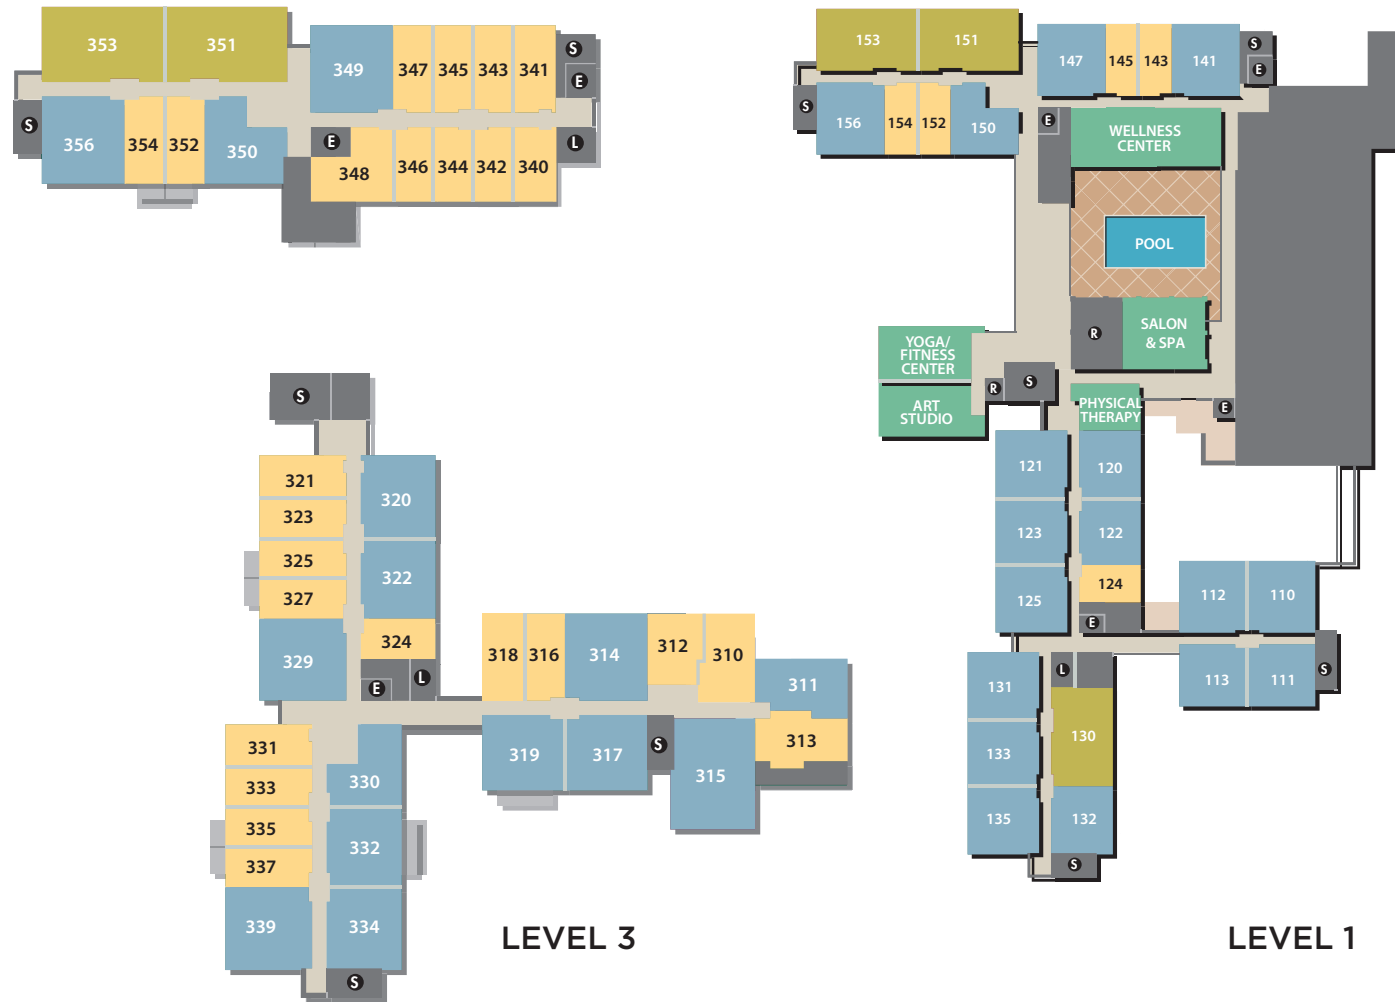 353
351
349
347
345
343
341
S
E
S
356
354
352
350
E
348
346
344
342
340
L
S
321
323
325
327
329
320
322
324
E
L
318
316
314
312
310
311
313
319
317
S
315
331
333
335
337
339
330
332
334
S
LEVEL 3
153
151
147
145
143
141
S
E
S
156
154
152
150
E
WELLNESS
CENTER
POOL
R
SALON
& SPA
YOGA/
FITNESS
CENTER
ART
STUDIO
R
S
PHYSICAL
THERAPY
E
121
123
125
120
122
124
E
112
110
113
111
S
131
133
135
L
130
132
S
LEVEL 1